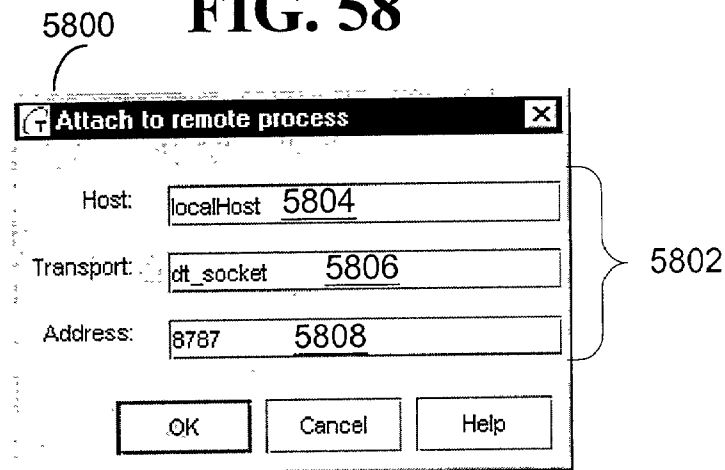 FIG. 58
5800
T Attach to remote process
Host: localHost 5804
Transport: dt_socket 5806
5802
Address: 8787 5808
OK Cancel Help